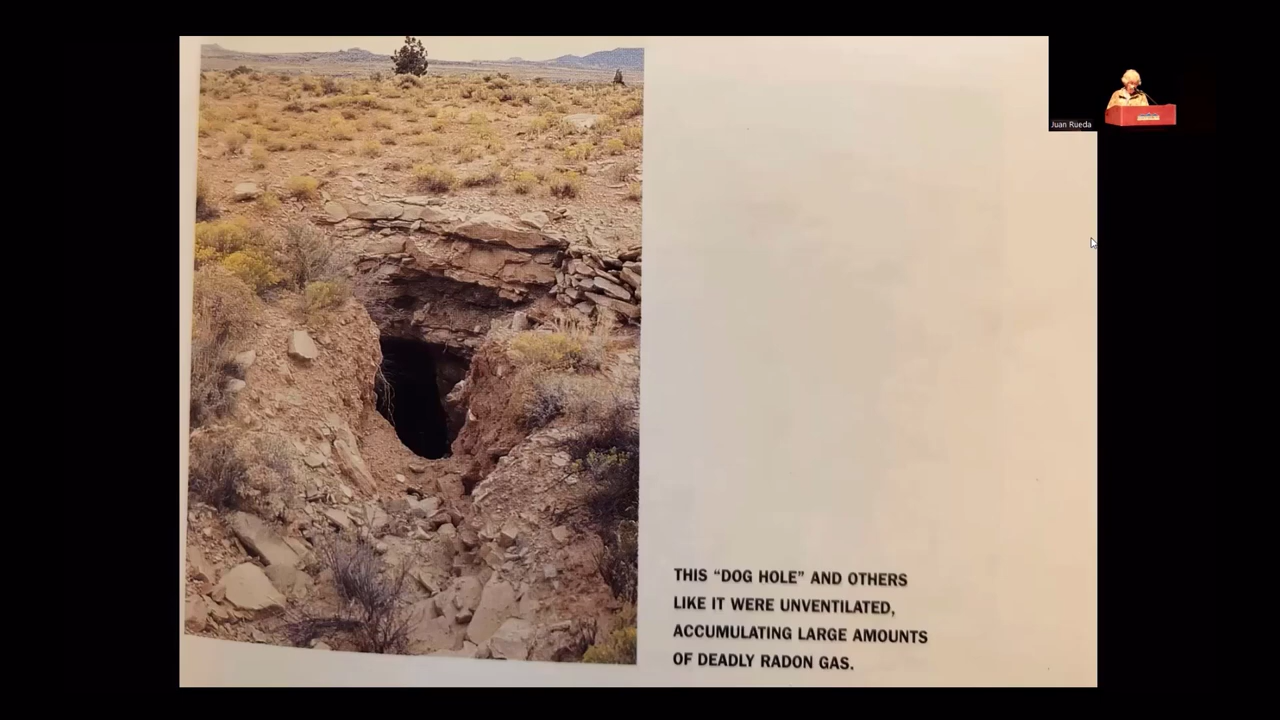 Juan Rueda
THIS “DOG HOLE” AND OTHERS
LIKE IT WERE UNVENTILATED,
ACCUMULATING LARGE AMOUNTS
OF DEADLY RADON GAS.